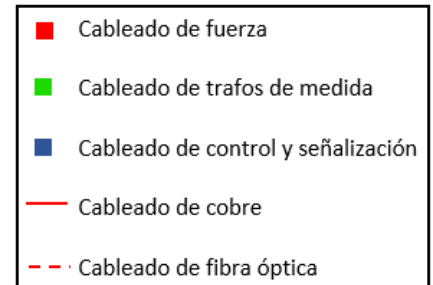 Cableado de fuerza
Cableado de trafos de medida
Cableado de control y señalización
Cableado de cobre
Cableado de fibra óptica